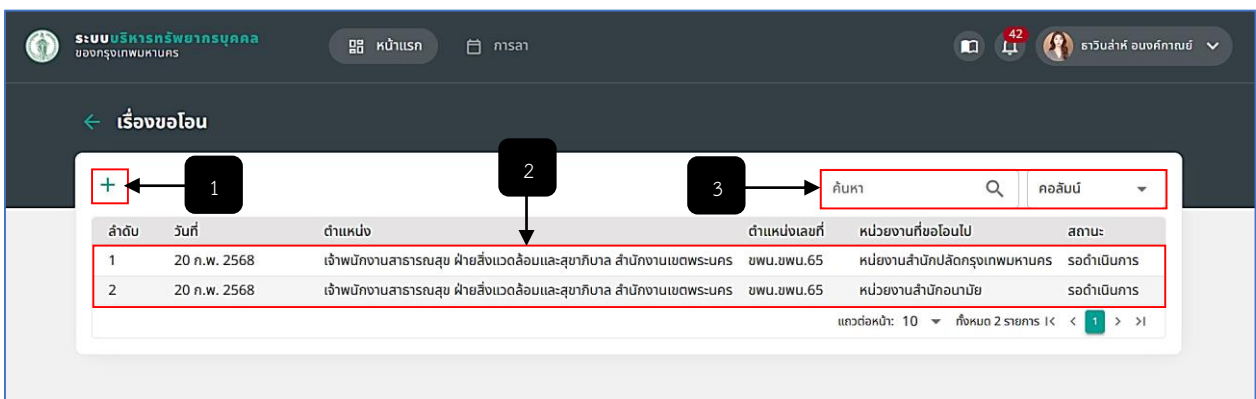 ระบบบริหารทรัพยากรบุคคล
ของกรุงเทพมหานคร
หน้าแรก
การลา
42
ธาวินล่าห์ อนงค์กาณย์
เรื่องขอโอน
1
2
3
ค้นหา
คอลัมน์
ลำดับ วันที่ ตำแหน่ง ตำแหน่งเลขที่ หน่วยงานที่ขอโอนไป สถานะ
1 20 ก.พ. 2568 เจ้าพนักงานสาธารณสุข ฝ่ายสิ่งแวดล้อมและสุขาภิบาล สำนักงานเขตพระนคร ขพน.ขพน.65 หน่ยงานสำนักปลัดกรุงเทพมหานคร รอดำเนินการ
2 20 ก.พ. 2568 เจ้าพนักงานสาธารณสุข ฝ่ายสิ่งแวดล้อมและสุขาภิบาล สำนักงานเขตพระนคร ขพน.ขพน.65 หน่วยงานสำนักอนามัย รอดำเนินการ
แถวต่อหน้า: 10 ทั้งหมด 2 รายการ |< < 1 > >|